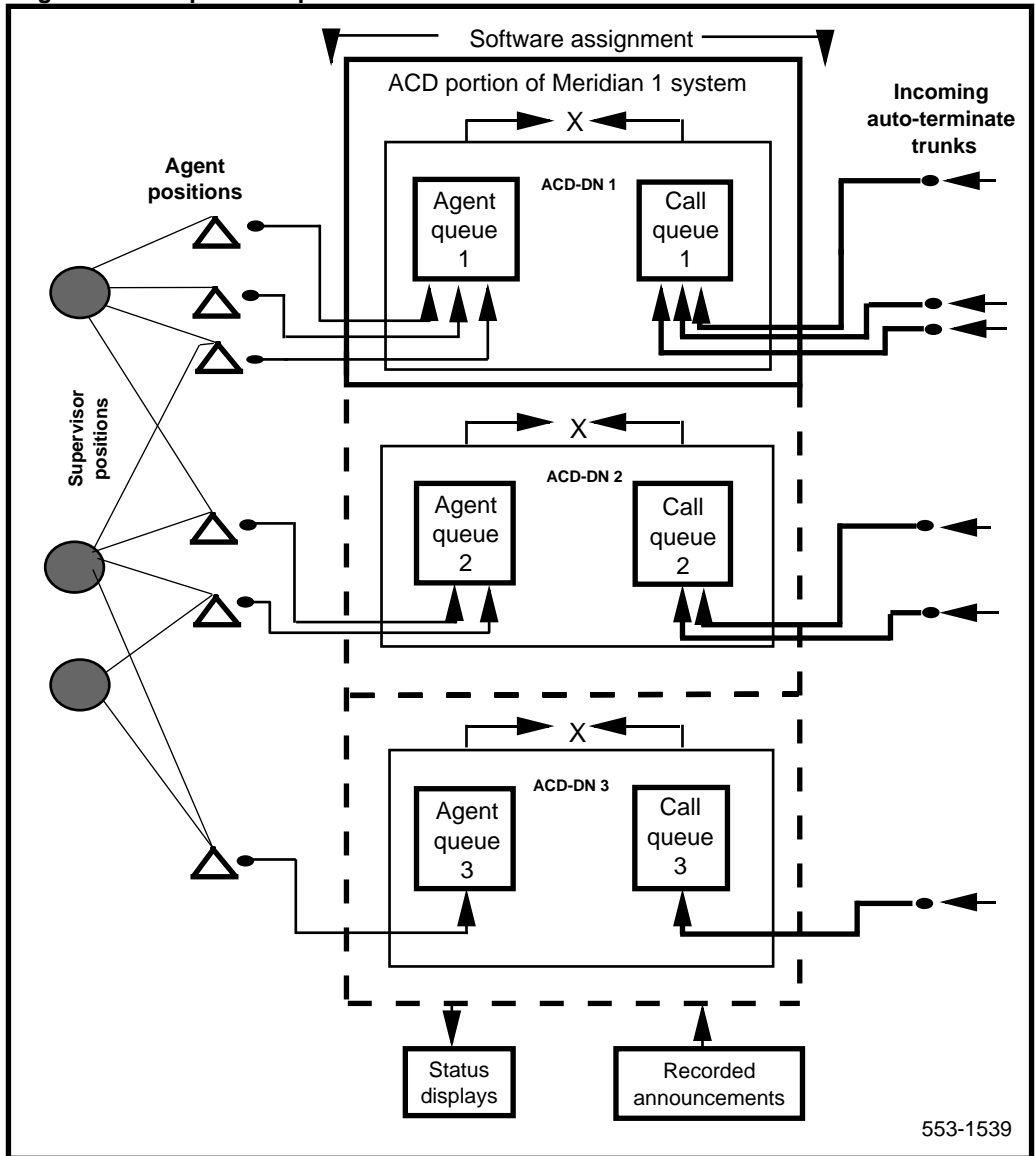 Software assignment
ACD portion of Meridian 1 system
Incoming
auto-terminate
trunks
X
Agent
positions
ACD-DN 1
Agent
queue
1
Call
queue
1
Supervisor
positions
X
ACD-DN 2
Agent
queue
2
Call
queue
2
X
ACD-DN 3
Agent
queue
3
Call
queue
3
Status
displays
Recorded
announcements
553-1539